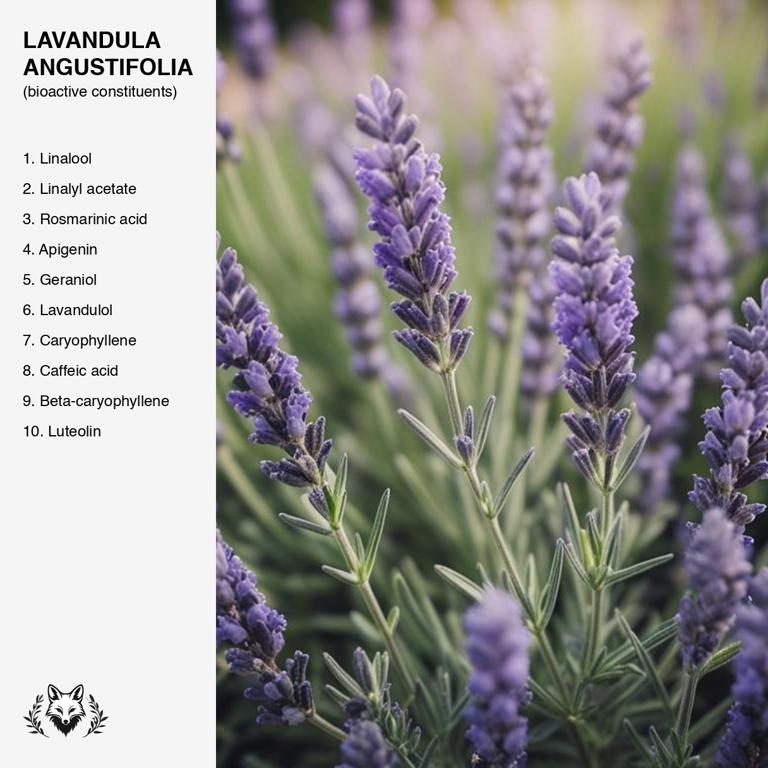 LAVANDULA
ANGUSTIFOLIA
(bioactive constituents)
1. Linalool
2. Linalyl acetate
3. Rosmarinic acid
4. Apigenin
5. Geraniol
6. Lavandulol
7. Caryophyllene
8. Caffeic acid
9. Beta-caryophyllene
10. Luteolin